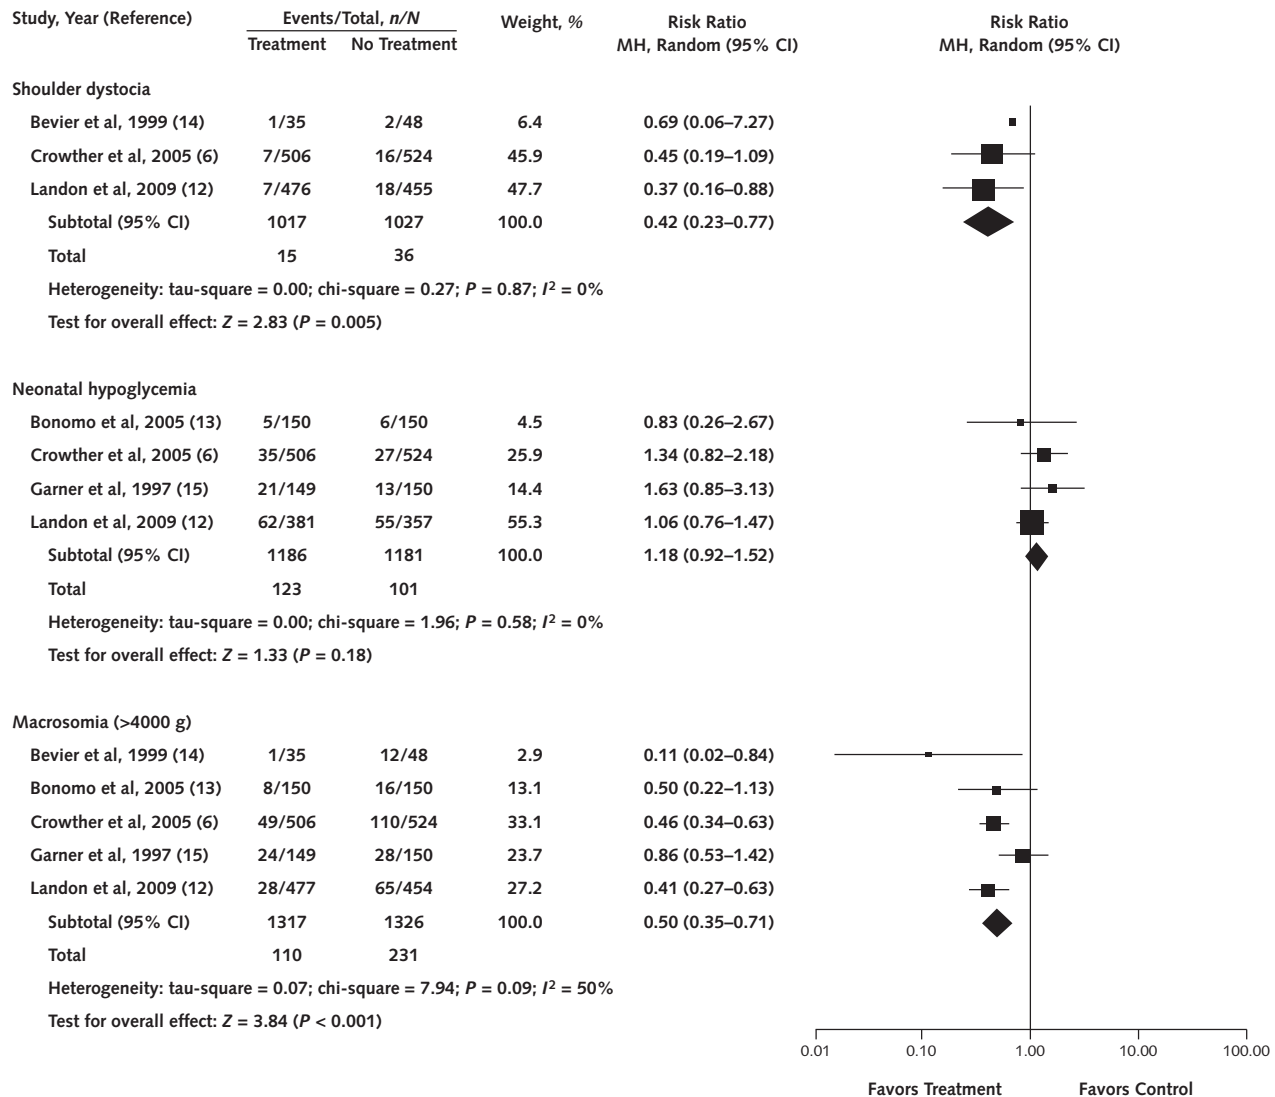 Study, Year (Reference) Events/Total, n/N Weight, % Risk Ratio Risk Ratio
Treatment No Treatment MH, Random (95% CI) MH, Random (95% CI)
Shoulder dystocia
Bevier et al, 1999 (14) 1/35 2/48 6.4 0.69 (0.06–7.27)
Crowther et al, 2005 (6) 7/506 16/524 45.9 0.45 (0.19–1.09)
Landon et al, 2009 (12) 7/476 18/455 47.7 0.37 (0.16–0.88)
Subtotal (95% CI) 1017 1027 100.0 0.42 (0.23–0.77)
Total 15 36
Heterogeneity: tau-square = 0.00; chi-square = 0.27; P = 0.87; I² = 0%
Test for overall effect: Z = 2.83 (P = 0.005)
Neonatal hypoglycemia
Bonomo et al, 2005 (13) 5/150 6/150 4.5 0.83 (0.26–2.67)
Crowther et al, 2005 (6) 35/506 27/524 25.9 1.34 (0.82–2.18)
Garner et al, 1997 (15) 21/149 13/150 14.4 1.63 (0.85–3.13)
Landon et al, 2009 (12) 62/381 55/357 55.3 1.06 (0.76–1.47)
Subtotal (95% CI) 1186 1181 100.0 1.18 (0.92–1.52)
Total 123 101
Heterogeneity: tau-square = 0.00; chi-square = 1.96; P = 0.58; I² = 0%
Test for overall effect: Z = 1.33 (P = 0.18)
Macrosomia (>4000 g)
Bevier et al, 1999 (14) 1/35 12/48 2.9 0.11 (0.02–0.84)
Bonomo et al, 2005 (13) 8/150 16/150 13.1 0.50 (0.22–1.13)
Crowther et al, 2005 (6) 49/506 110/524 33.1 0.46 (0.34–0.63)
Garner et al, 1997 (15) 24/149 28/150 23.7 0.86 (0.53–1.42)
Landon et al, 2009 (12) 28/477 65/454 27.2 0.41 (0.27–0.63)
Subtotal (95% CI) 1317 1326 100.0 0.50 (0.35–0.71)
Total 110 231
Heterogeneity: tau-square = 0.07; chi-square = 7.94; P = 0.09; I² = 50%
Test for overall effect: Z = 3.84 (P < 0.001)
0.01 0.10 1.00 10.00 100.00
Favors Treatment Favors Control